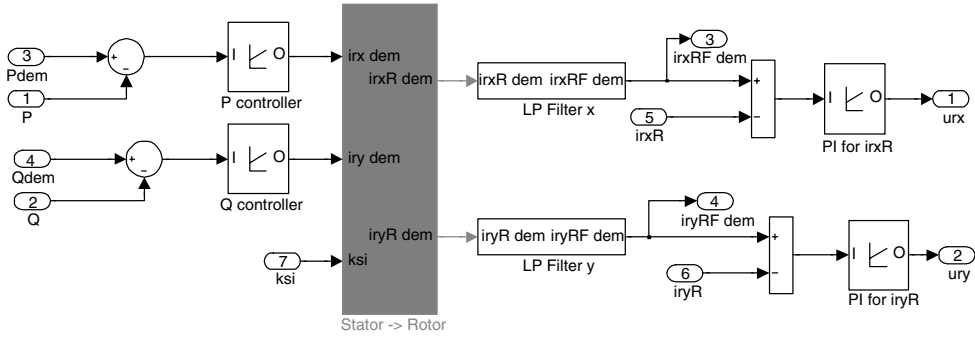 3
Pdem
1
P
+
-
I O
P controller
4
Qdem
2
Q
+
-
I O
Q controller
7
ksi
irx dem
irxR dem
iry dem
iryR dem
ksi
Stator -> Rotor
irxR dem irxRF dem
LP Filter x
3
irxRF dem
5
irxR
+
-
I O
PI for irxR
1
urx
iryR dem iryRF dem
LP Filter y
4
iryRF dem
6
iryR
+
-
I O
PI for iryR
2
ury